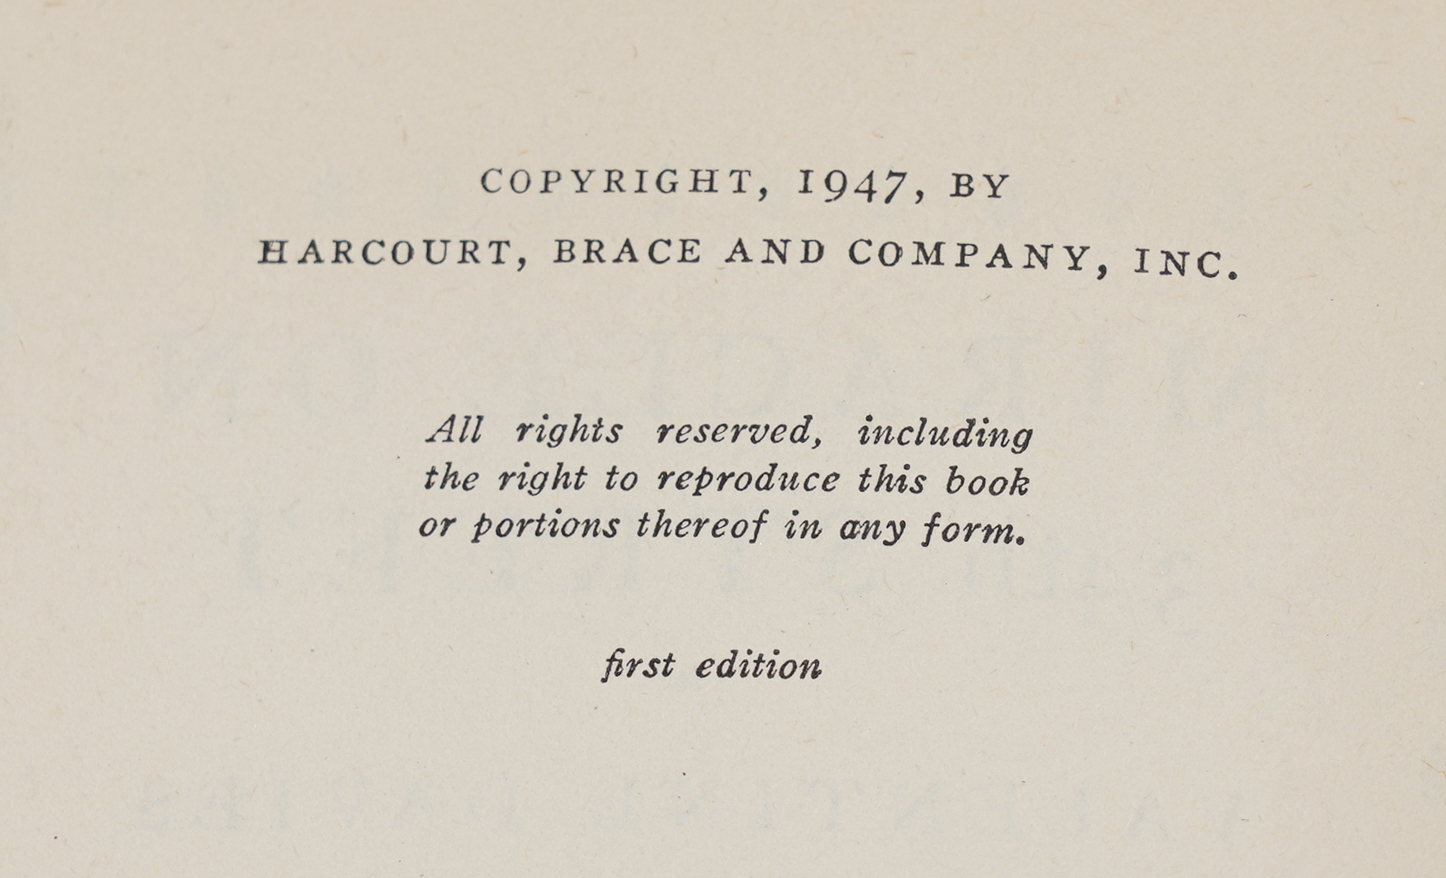 COPYRIGHT, 1947, BY
HARCOURT, BRACE AND COMPANY, INC.
All rights reserved, including
the right to reproduce this book
or portions thereof in any form.
first edition